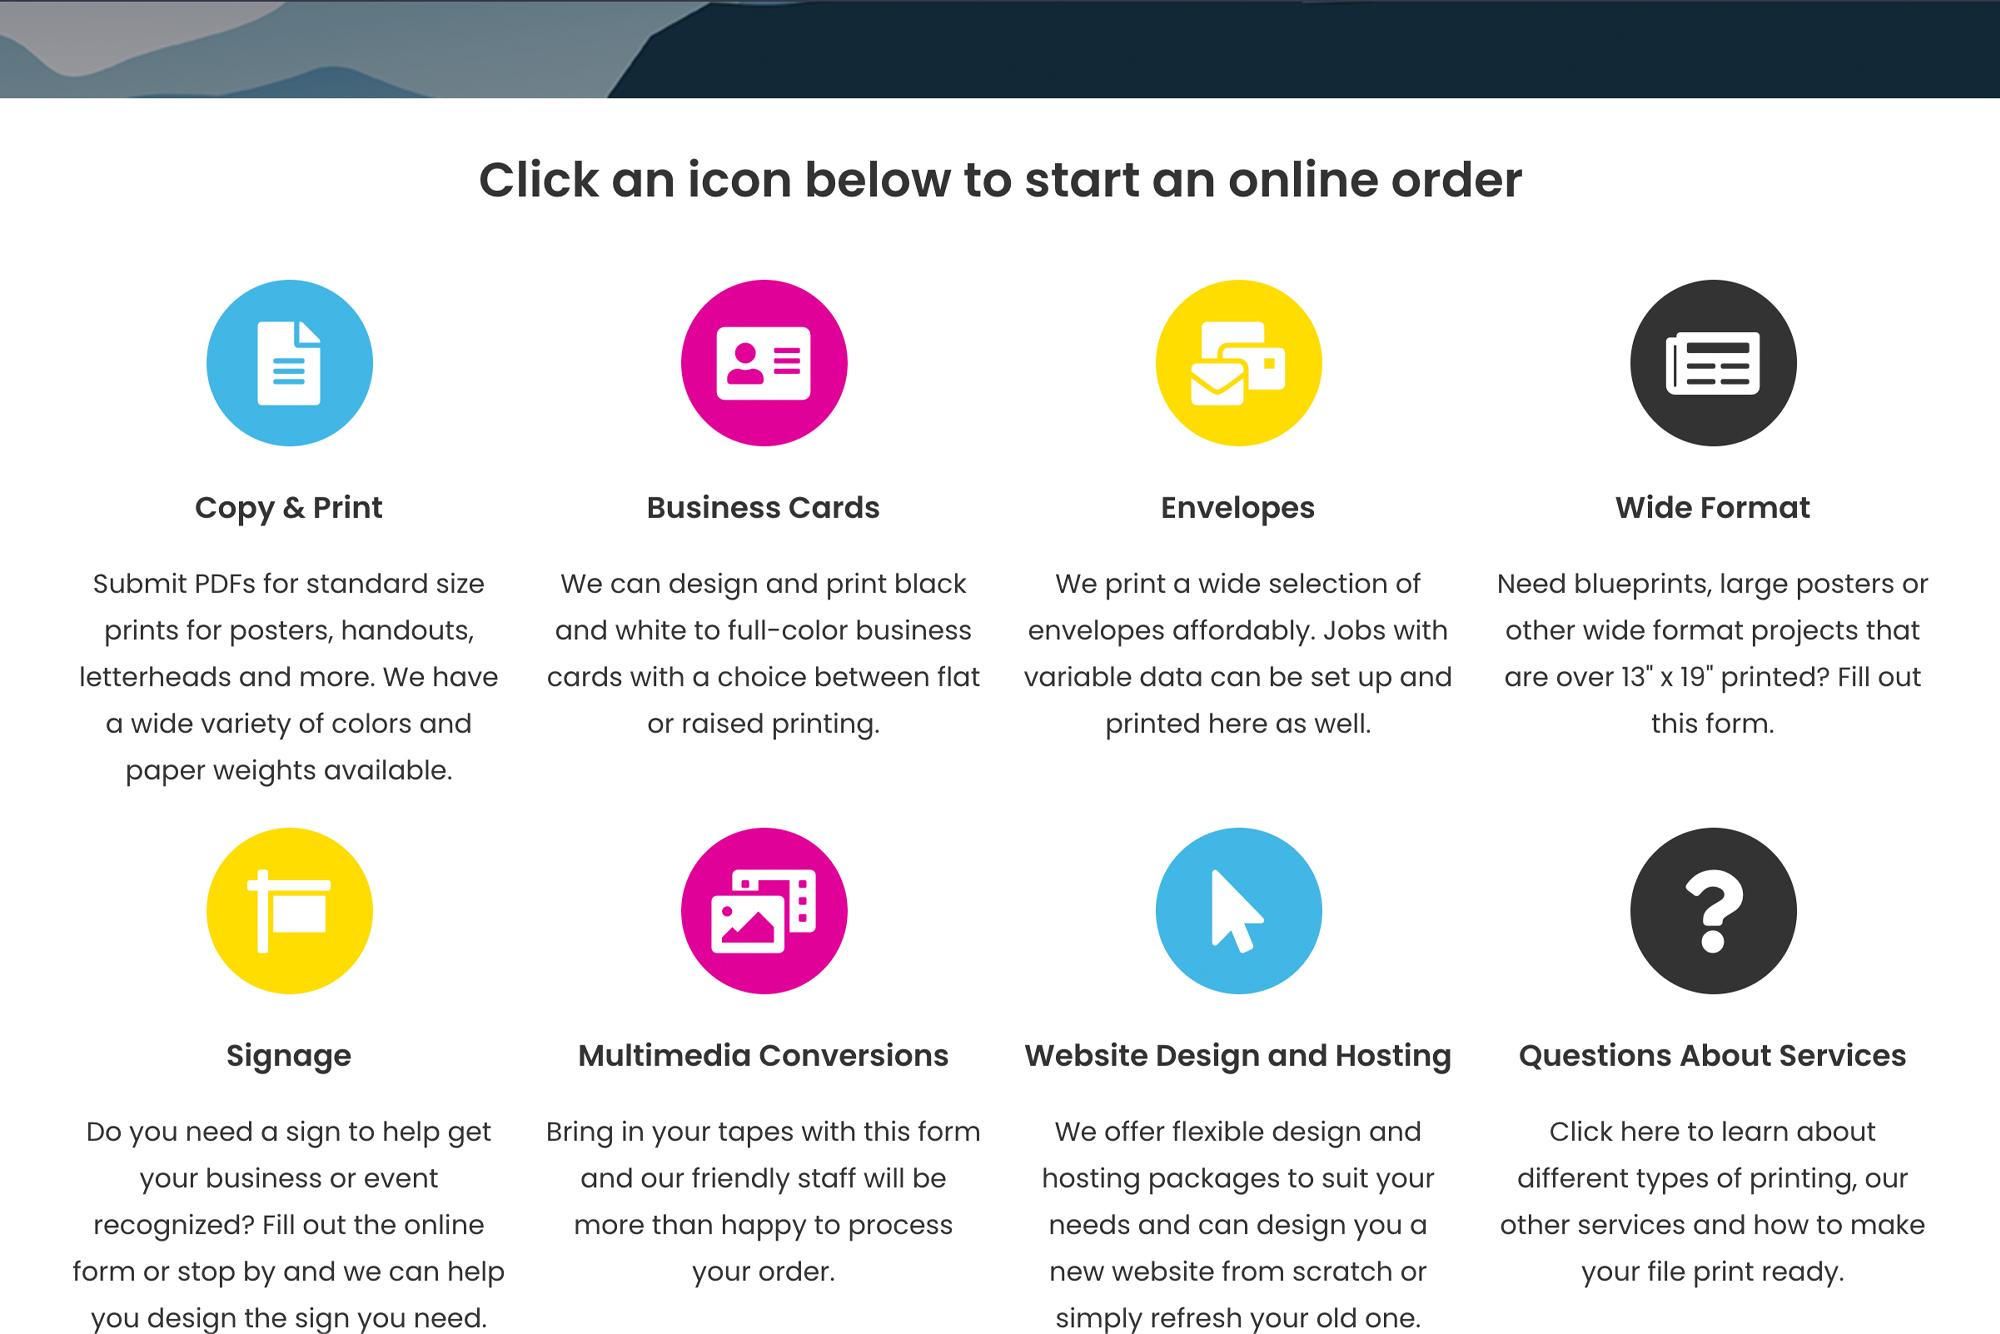 Click an icon below to start an online order
Copy & Print
Submit PDFs for standard size
prints for posters, handouts,
letterheads and more. We have
a wide variety of colors and
paper weights available.
Business Cards
We can design and print black
and white to full-color business
cards with a choice between flat
or raised printing.
Envelopes
We print a wide selection of
envelopes affordably. Jobs with
variable data can be set up and
printed here as well.
Wide Format
Need blueprints, large posters or
other wide format projects that
are over 13" x 19" printed? Fill out
this form.
Signage
Do you need a sign to help get
your business or event
recognized? Fill out the online
form or stop by and we can help
you design the sign you need.
Multimedia Conversions
Bring in your tapes with this form
and our friendly staff will be
more than happy to process
your order.
Website Design and Hosting
We offer flexible design and
hosting packages to suit your
needs and can design you a
new website from scratch or
simply refresh your old one.
Questions About Services
Click here to learn about
different types of printing, our
other services and how to make
your file print ready.